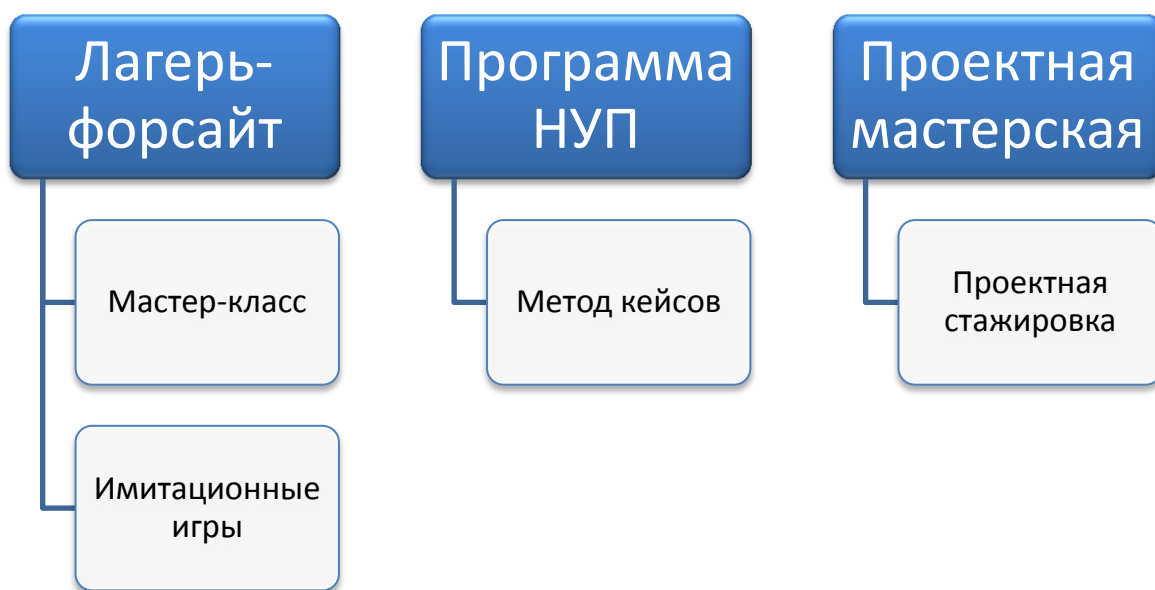 Лагерь-
форсайт
Мастер-класс
Имитационные
игры
Программа
НУП
Метод кейсов
Проектная
мастерская
Проектная
стажировка